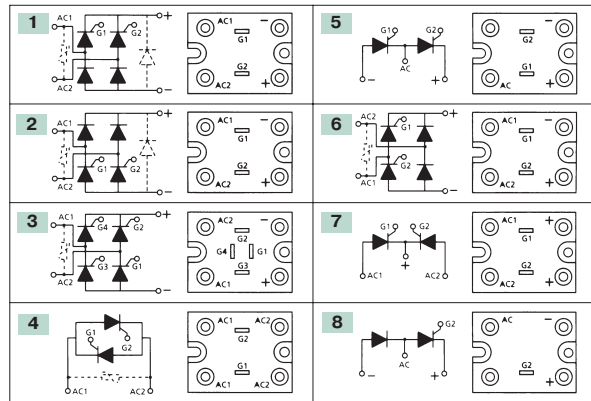 1
AC1
G1
G2
+
AC2
−
AC1 −
G1
G2
AC2 +
2
AC2
+
AC1
G1
G2
−
AC1 −
G1
G2
AC2 +
3
AC1
G4
G2
+
AC2
G3
G1
−
AC2 −
G2
G4 G1
G3
AC1 +
4
G1
G2
AC1 AC2
AC1 AC2
G2
G1
AC1 AC2
5
G1 G2
− AC +
−
G1
G2
AC +
6
AC2
G1
+
AC1
G2
−
AC1 −
G1
G2
AC2 +
7
G1 G2
AC1 + AC2
AC1 +
G1
G2
AC2 +
8
G2
− AC +
AC −
G2
+